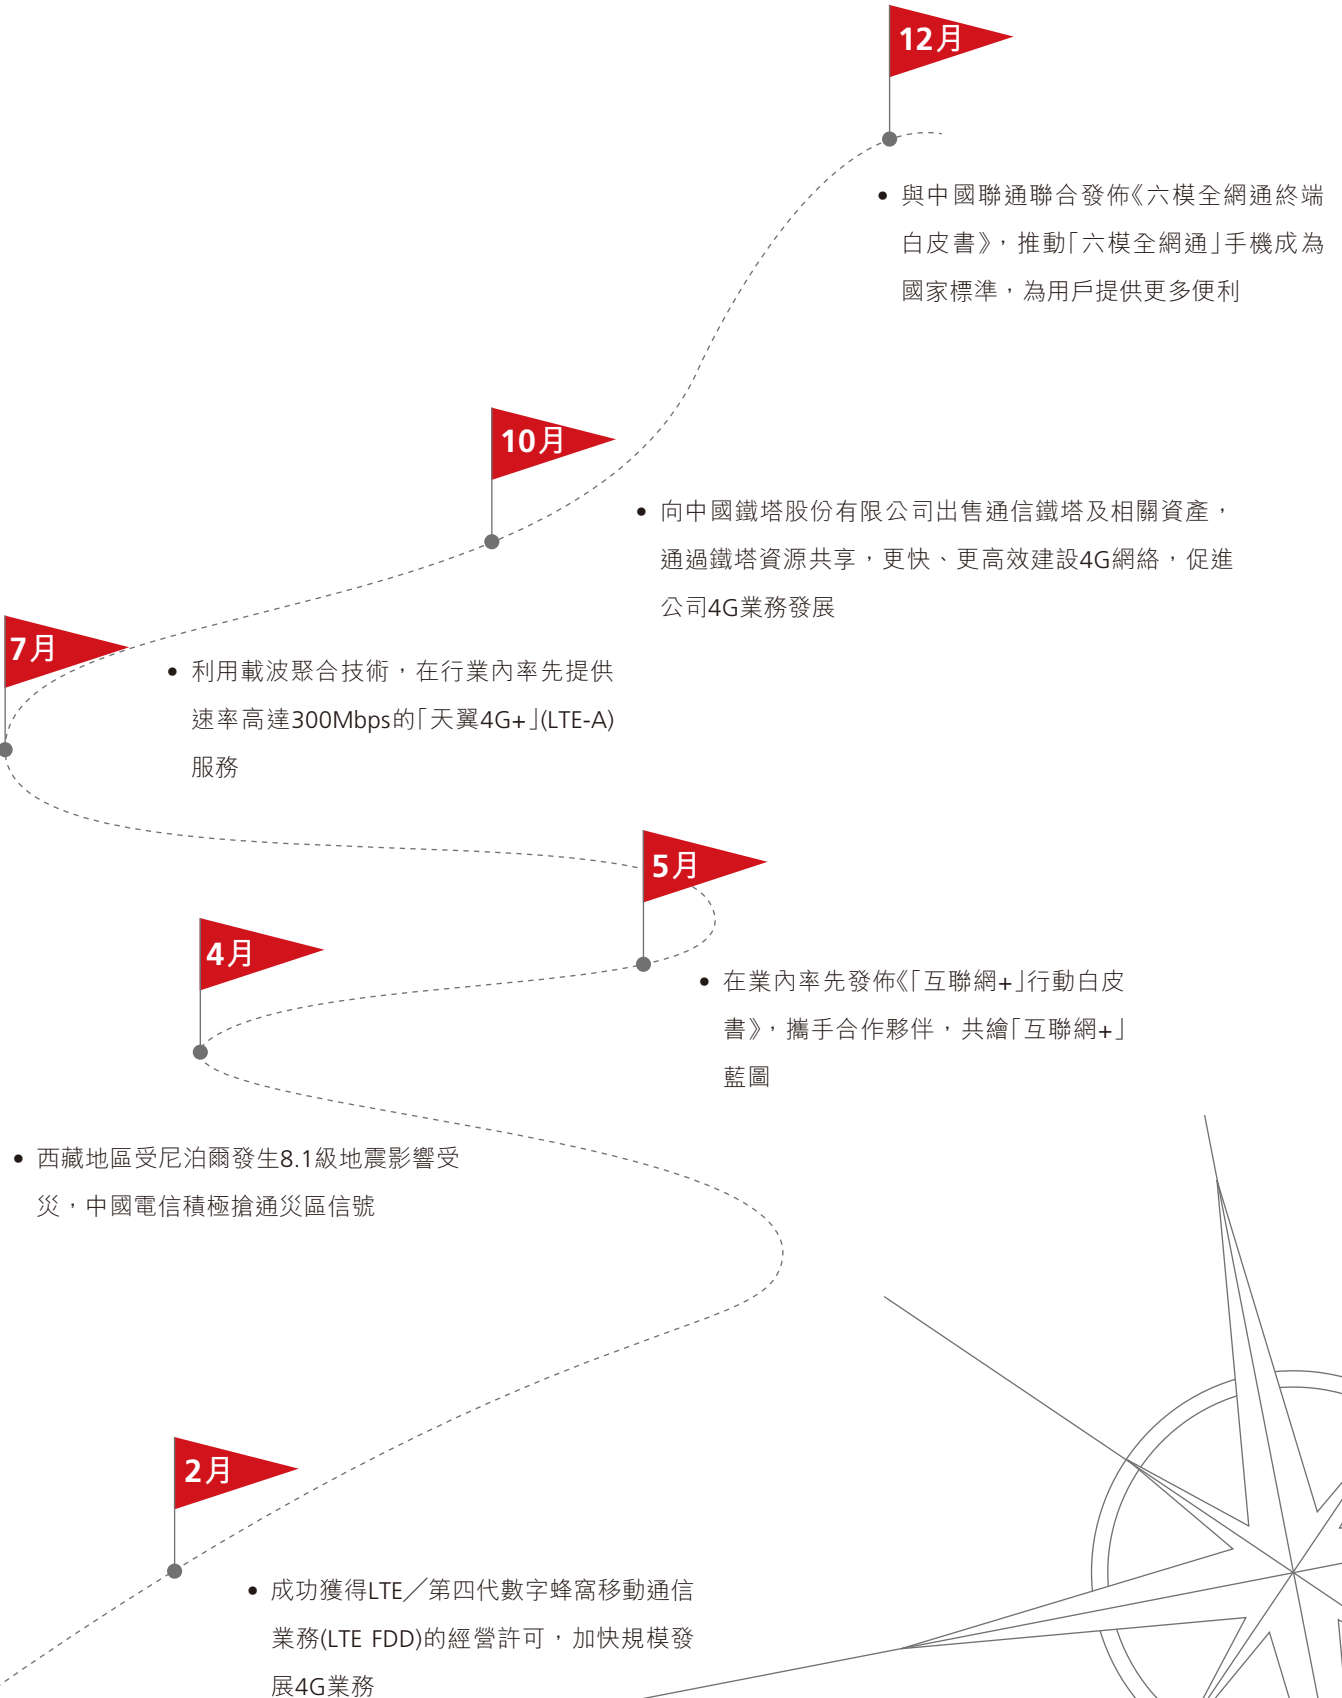 12月
• 與中國聯通聯合發佈《六模全網通終端
白皮書》，推動「六模全網通」手機成為
國家標準，為用戶提供更多便利
10月
• 向中國鐵塔股份有限公司出售通信鐵塔及相關資產，
通過鐵塔資源共享，更快、更高效建設4G網絡，促進
公司4G業務發展
7月
• 利用載波聚合技術，在行業內率先提供
速率高達300Mbps的「天翼4G+」(LTE-A)
服務
5月
• 在業內率先發佈《「互聯網+」行動白皮
書》，攜手合作夥伴，共繪「互聯網+」
藍圖
4月
• 西藏地區受尼泊爾發生8.1級地震影響受
災，中國電信積極搶通災區信號
2月
• 成功獲得LTE／第四代數字蜂窩移動通信
業務(LTE FDD)的經營許可，加快規模發
展4G業務